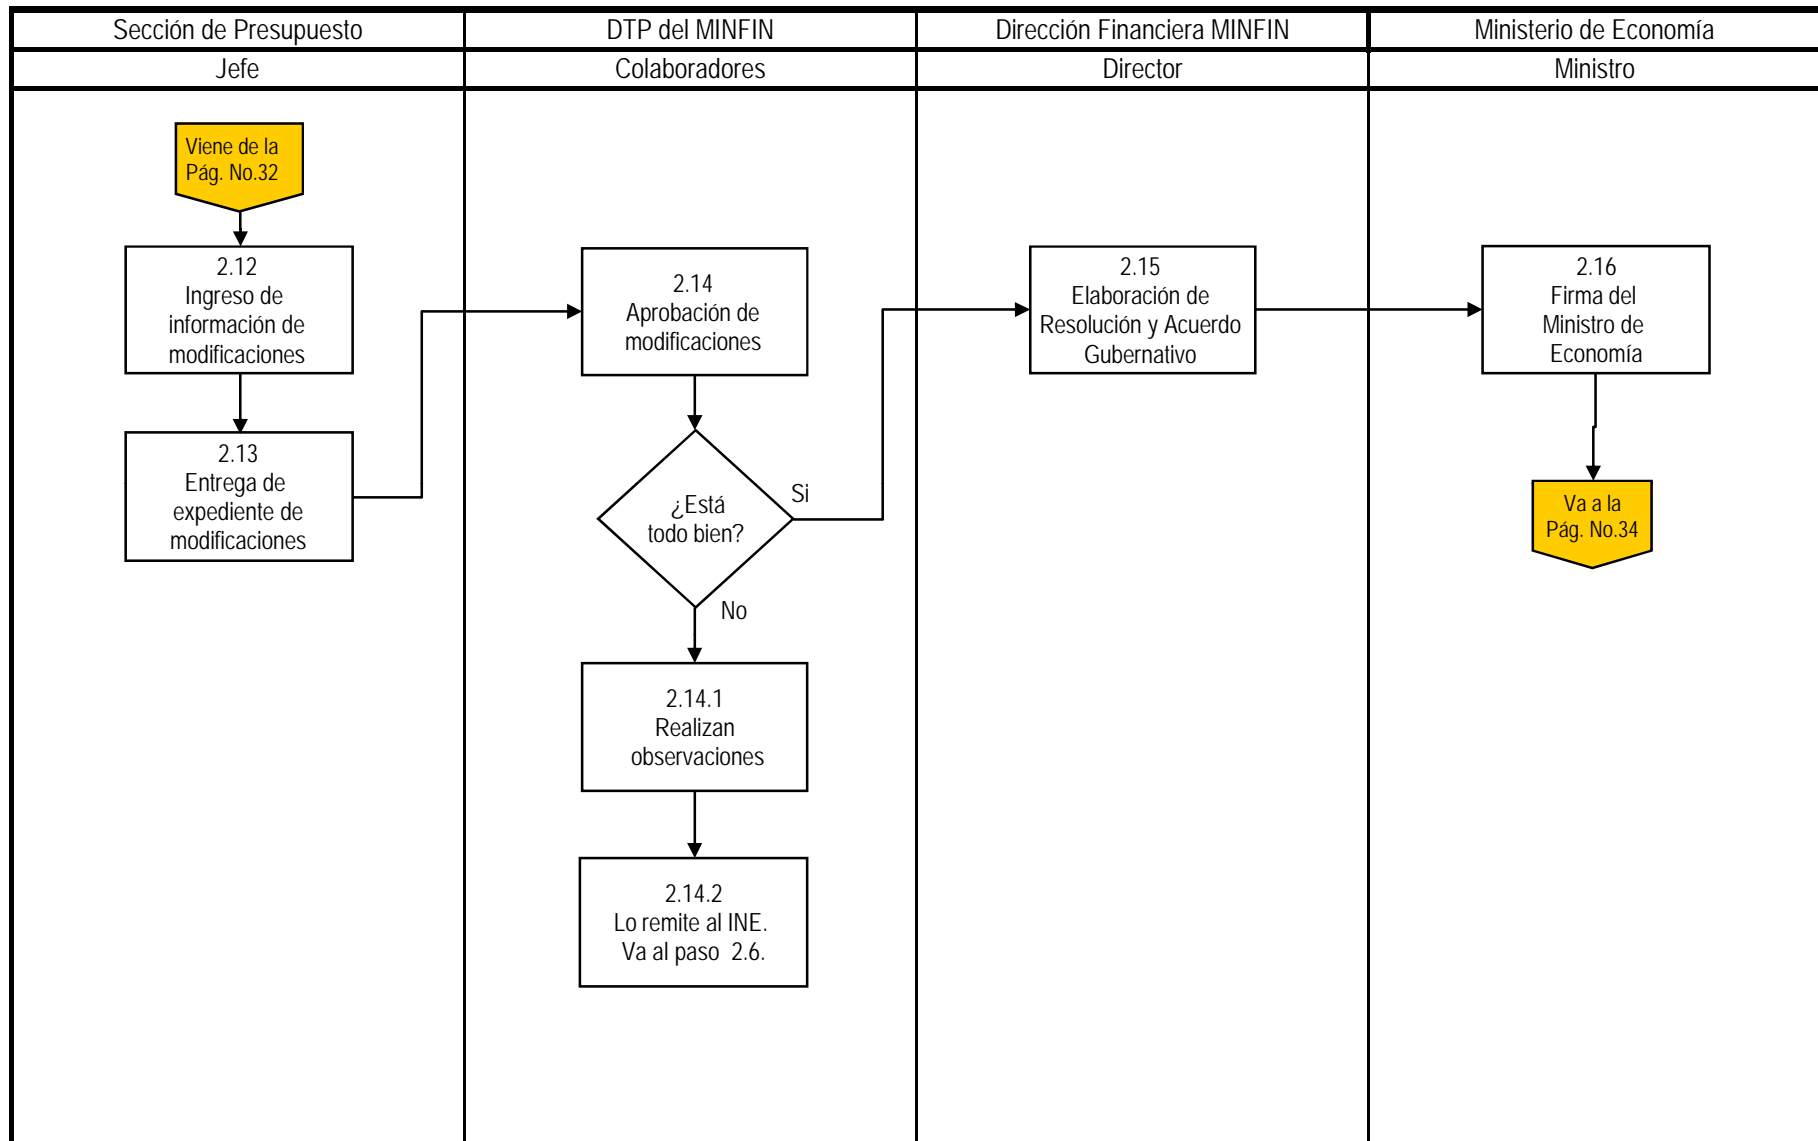 Sección de Presupuesto
DTP del MINFIN
Dirección Financiera MINFIN
Ministerio de Economía
Jefe
Colaboradores
Director
Ministro
Viene de la
Pág. No.32
2.12
Ingreso de
información de
modificaciones
2.13
Entrega de
expediente de
modificaciones
2.14
Aprobación de
modificaciones
¿Está
todo bien?
Si
No
2.14.1
Realizan
observaciones
2.14.2
Lo remite al INE.
Va al paso 2.6.
2.15
Elaboración de
Resolución y Acuerdo
Gubernativo
2.16
Firma del
Ministro de
Economía
Va a la
Pág. No.34